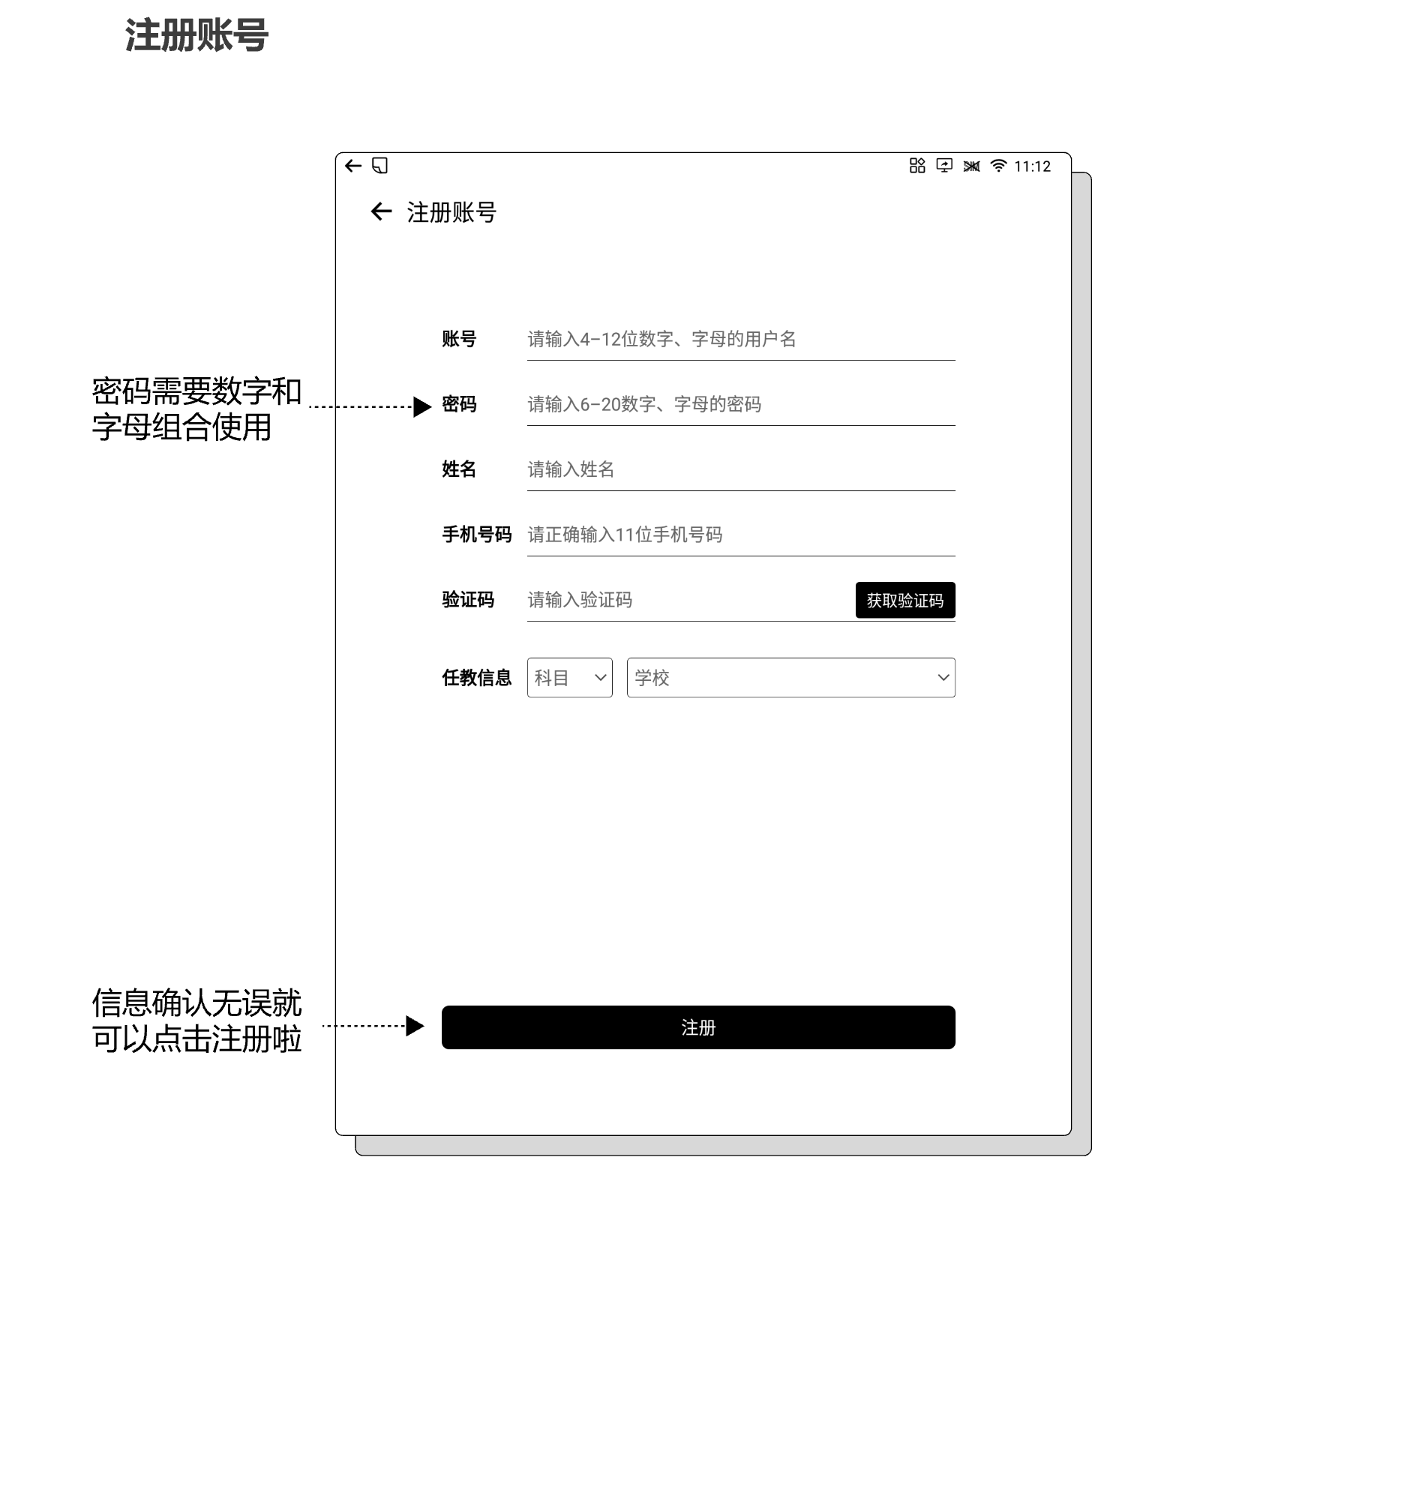 注册账号
11:12
注册账号
账号 请输入4-12位数字、字母的用户名
密码需要数字和
字母组合使用
密码 请输入6-20数字、字母的密码
姓名 请输入姓名
手机号码 请正确输入11位手机号码
验证码 请输入验证码 获取验证码
任教信息 科目 学校
信息确认无误就
可以点击注册啦
注册